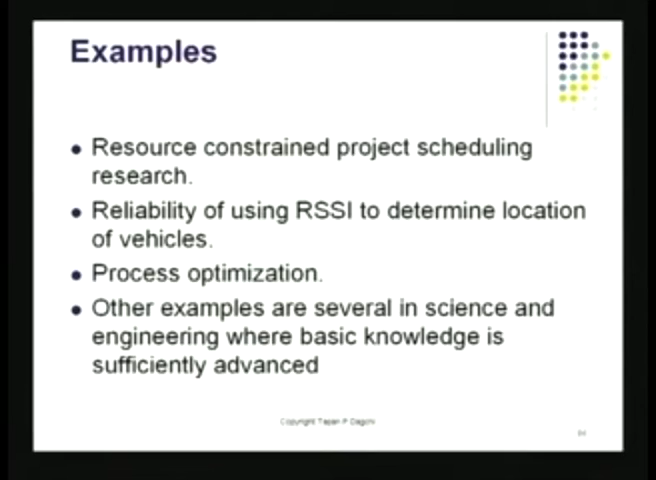 Examples
Resource constrained project scheduling
research.
Reliability of using RSSI to determine location
of vehicles.
Process optimization.
Other examples are several in science and
engineering where basic knowledge is
sufficiently advanced
Copyright Tapan P Bagchi